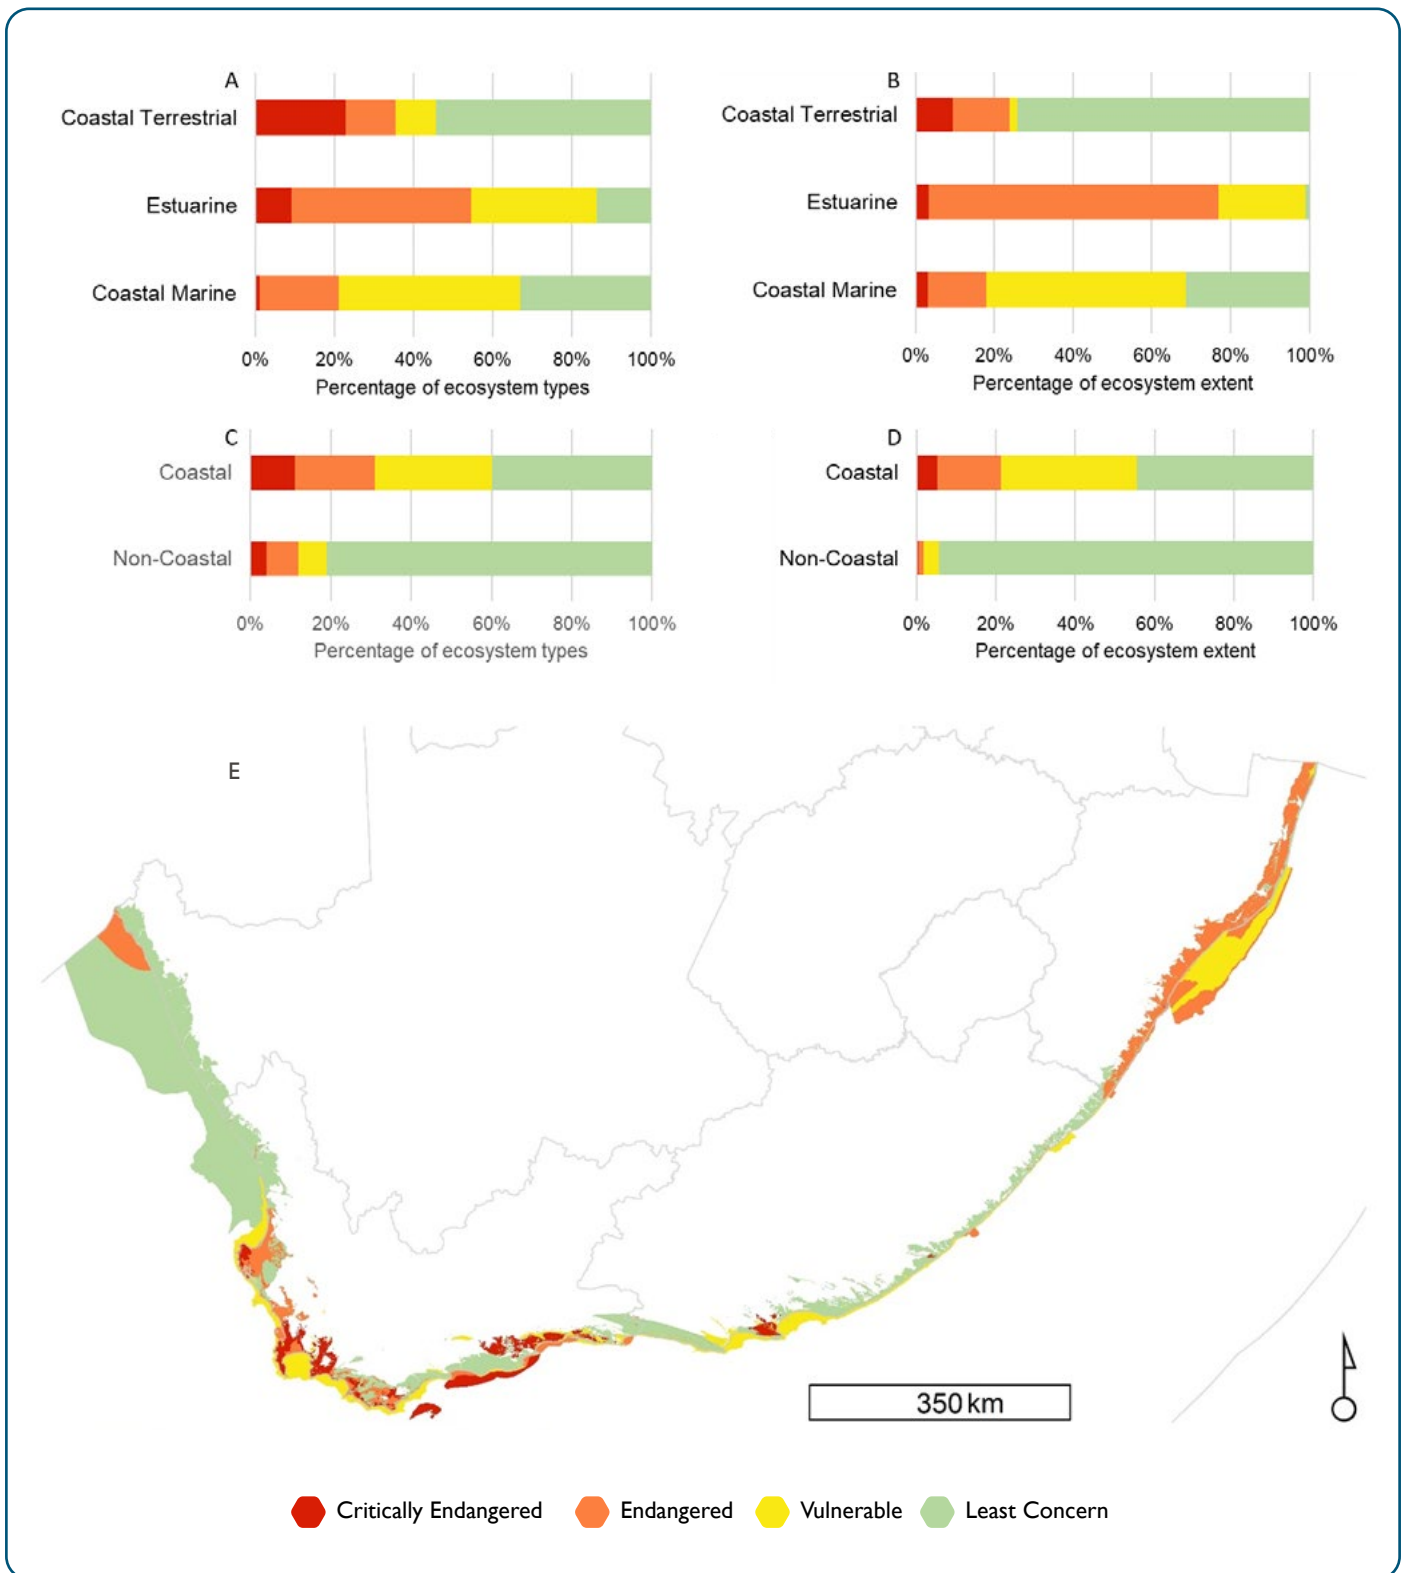 A
Coastal Terrestrial
Estuarine
Coastal Marine
0% 20% 40% 60% 80% 100%
Percentage of ecosystem types
B
Coastal Terrestrial
Estuarine
Coastal Marine
0% 20% 40% 60% 80% 100%
Percentage of ecosystem extent
C
Coastal
Non-Coastal
0% 20% 40% 60% 80% 100%
Percentage of ecosystem types
D
Coastal
Non-Coastal
0% 20% 40% 60% 80% 100%
Percentage of ecosystem extent
E
350 km
Critically Endangered Endangered Vulnerable Least Concern